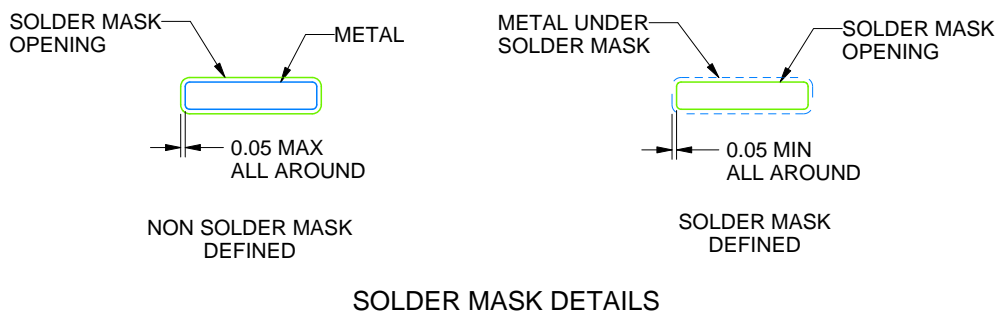 SOLDER MASK
OPENING
METAL
0.05 MAX
ALL AROUND
NON SOLDER MASK
DEFINED
METAL UNDER
SOLDER MASK
SOLDER MASK
OPENING
0.05 MIN
ALL AROUND
SOLDER MASK
DEFINED
SOLDER MASK DETAILS